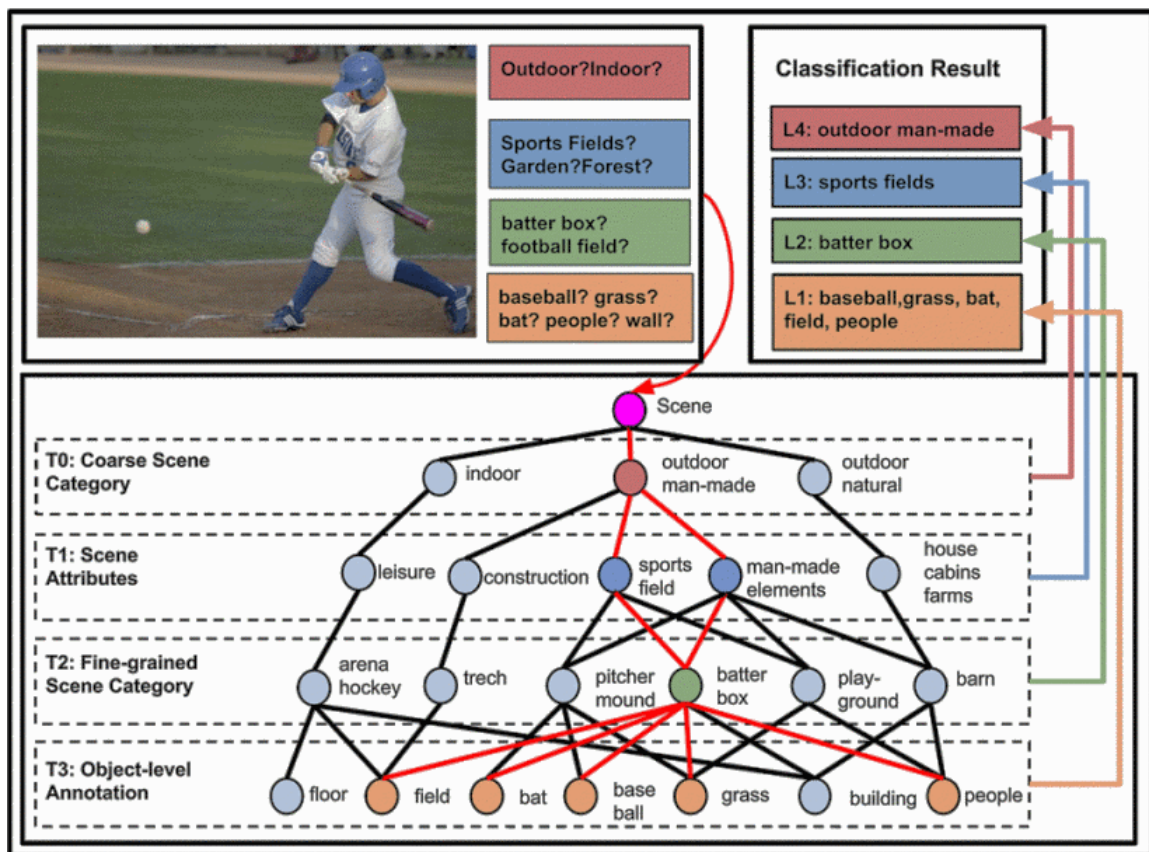 Outdoor?Indoor?
Sports Fields?
Garden?Forest?
batter box?
football field?
baseball? grass?
bat? people? wall?
Classification Result
L4: outdoor man-made
L3: sports fields
L2: batter box
L1: baseball,grass, bat,
field, people
Scene
T0: Coarse Scene
Category
indoor
outdoor
man-made
outdoor
natural
T1: Scene
Attributes
leisure
construction
sports
field
man-made
elements
house
cabins
farms
T2: Fine-grained
Scene Category
arena
hockey
trech
pitcher
mound
batter
box
play-
ground
barn
T3: Object-level
Annotation
floor
field
bat
base
ball
grass
building
people